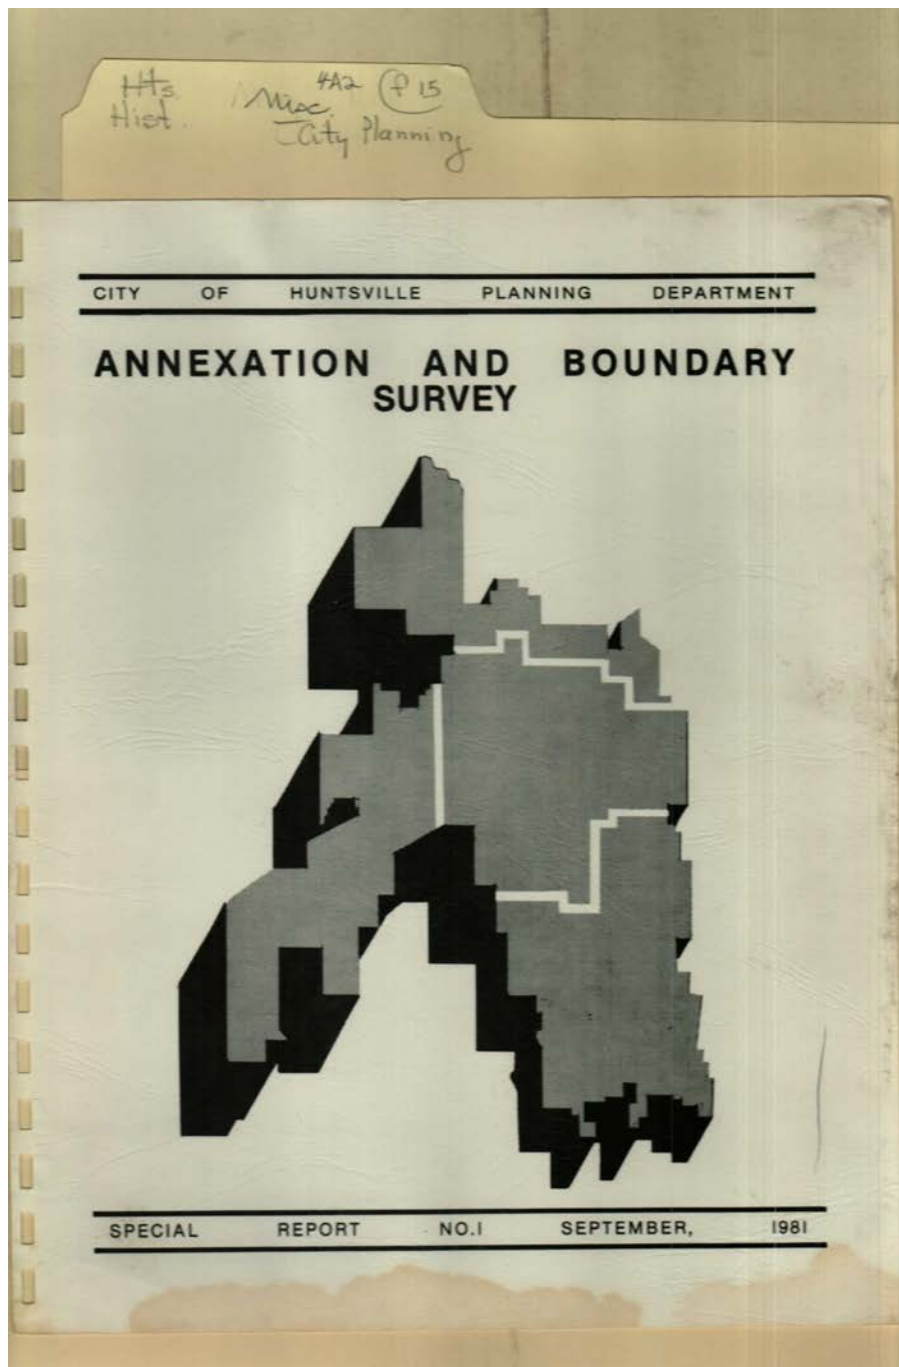 Hts. Misc. 4A2 f 15
Hist. City Planning
CITY OF HUNTSVILLE PLANNING DEPARTMENT
ANNEXATION AND BOUNDARY
SURVEY
SPECIAL REPORT NO.1 SEPTEMBER, 1981